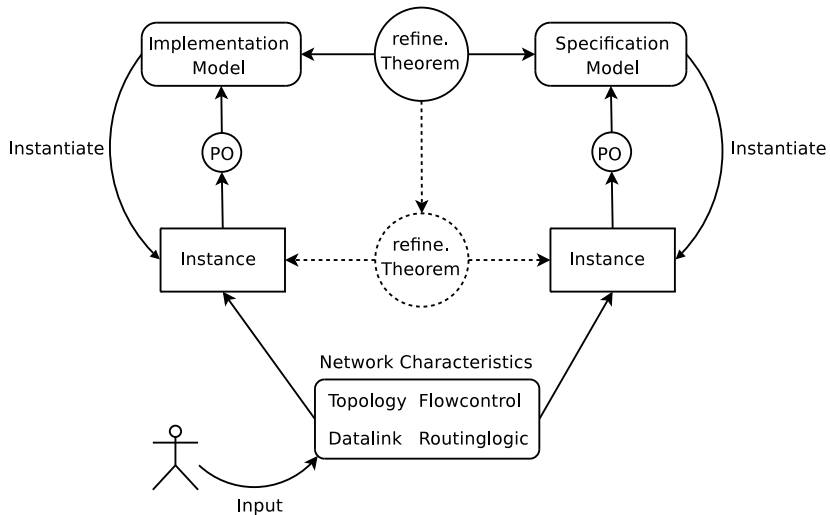 Implementation
Model
refine.
Theorem
Specification
Model
Instantiate
PO
PO
Instantiate
Instance
refine.
Theorem
Instance
Network Characteristics
Topology Flowcontrol
Datalink Routinglogic
Input